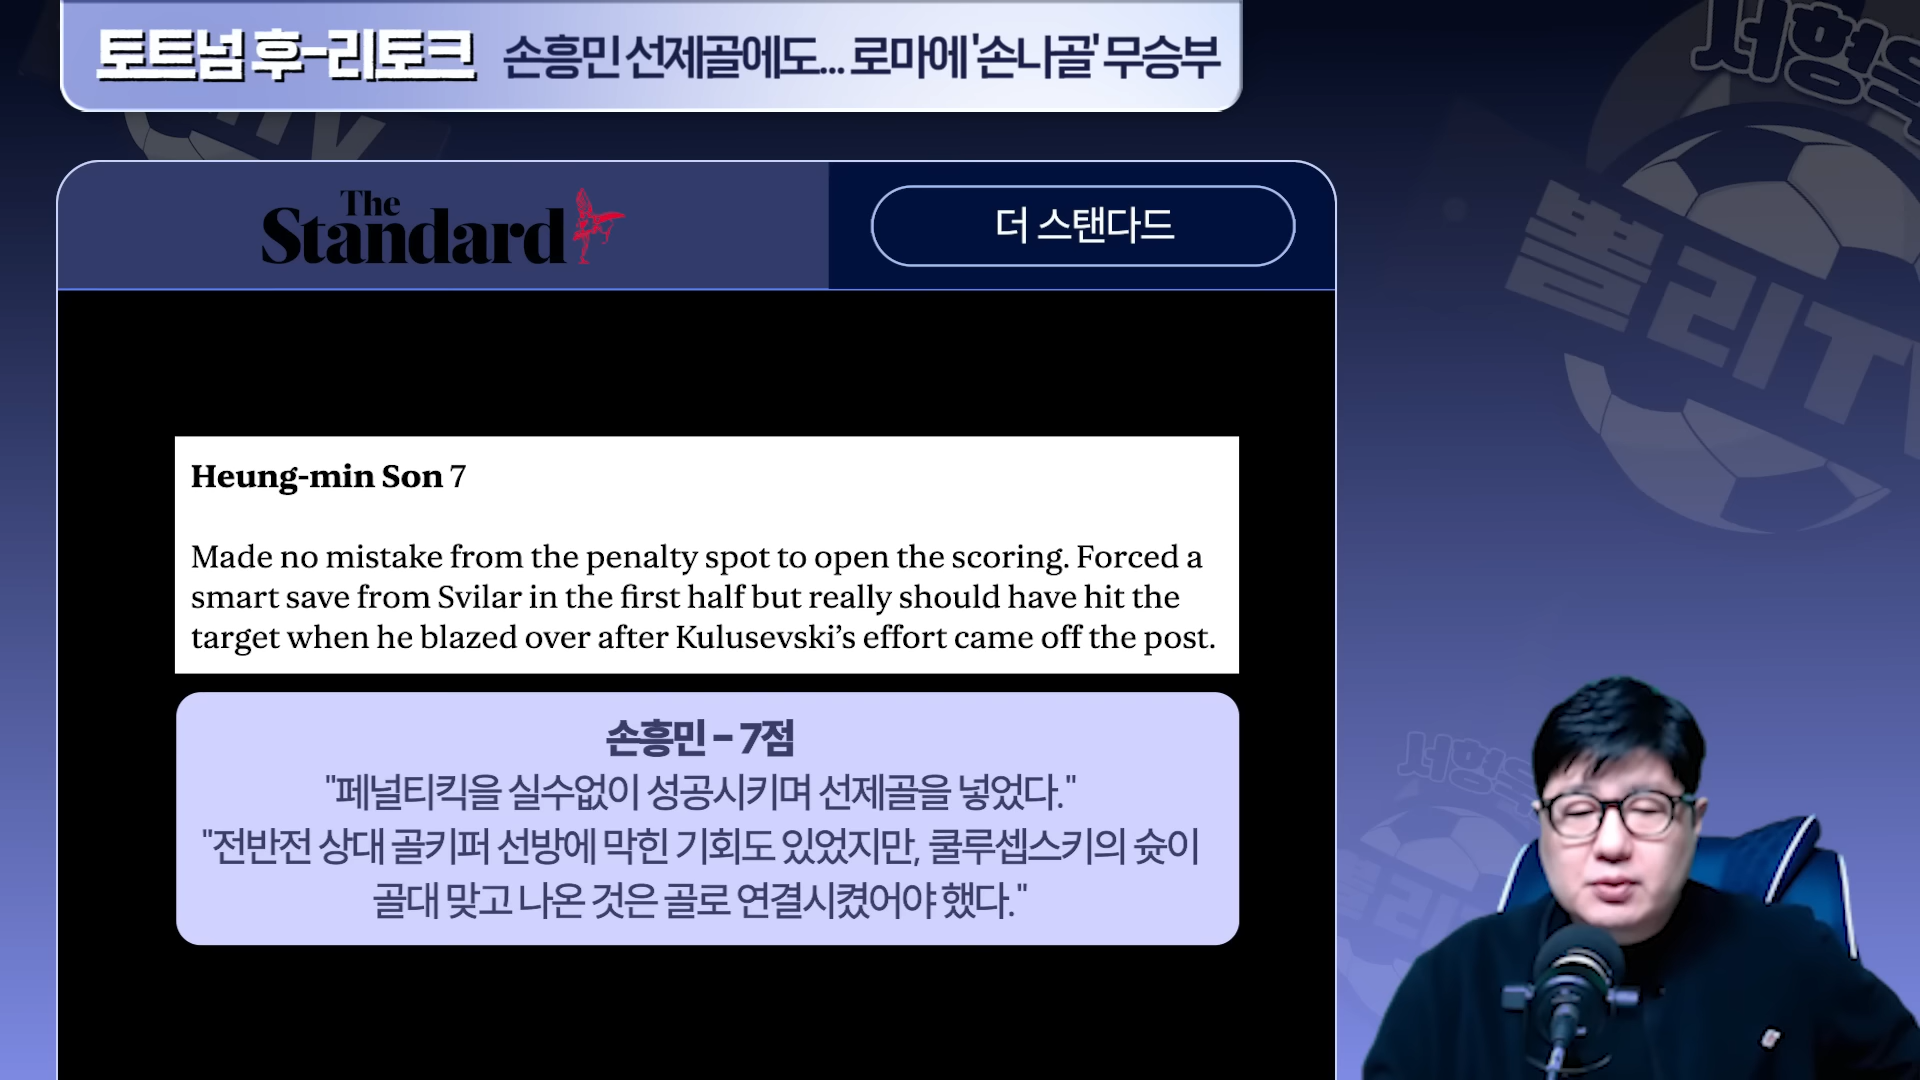 토트넘 후-리토크 손흥민 선제골에도... 로마에 '손나골' 무승부
The
Standard
더 스탠다드
Heung-min Son 7
Made no mistake from the penalty spot to open the scoring. Forced a
smart save from Svilar in the first half but really should have hit the
target when he blazed over after Kulusevski’s effort came off the post.
손흥민 – 7점
"페널티킥을 실수없이 성공시키며 선제골을 넣었다."
"전반전 상대 골키퍼 선방에 막힌 기회도 있었지만, 쿨루셉스키의 슛이
골대 맞고 나온 것은 골로 연결시켰어야 했다."
서형욱
뽈리TV